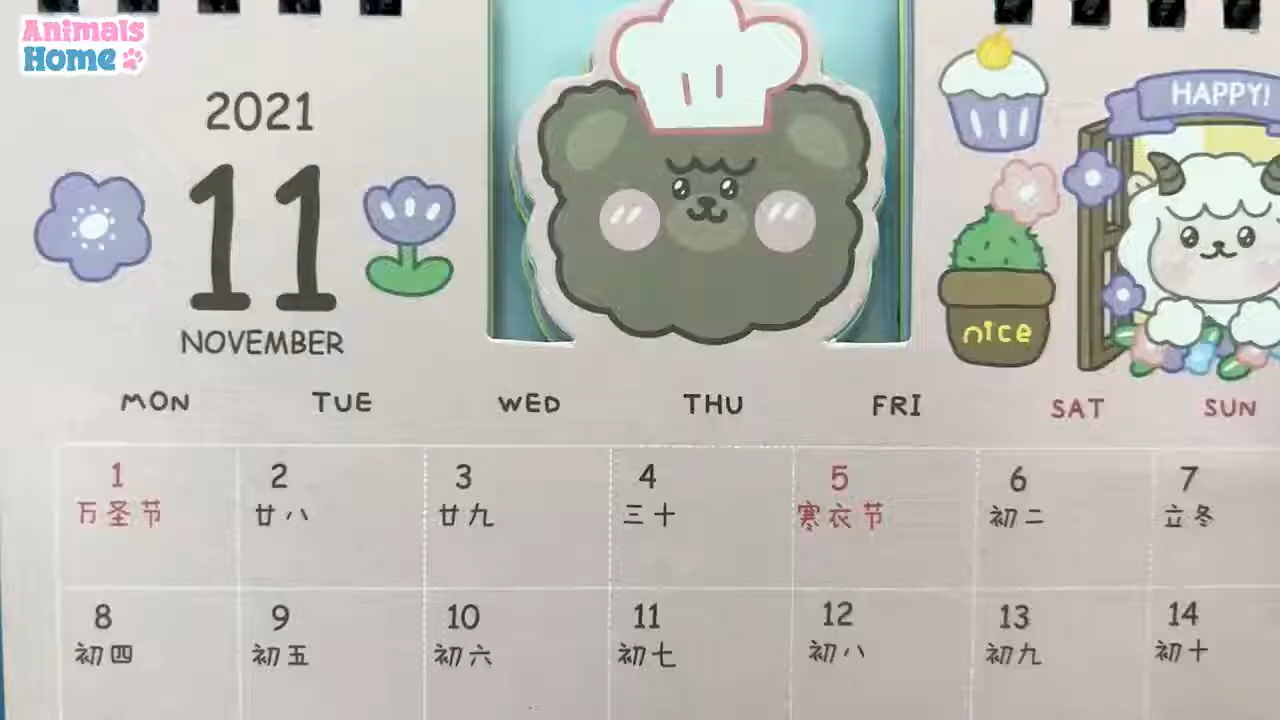 Animals
Home
2021
11
NOVEMBER
HAPPY!
nice
MON TUE WED THU FRI SAT SUN
1 2 3 4 5 6 7
万圣节 廿八 廿九 三十 寒衣节 初二 立冬
8 9 10 11 12 13 14
初四 初五 初六 初七 初八 初九 初十